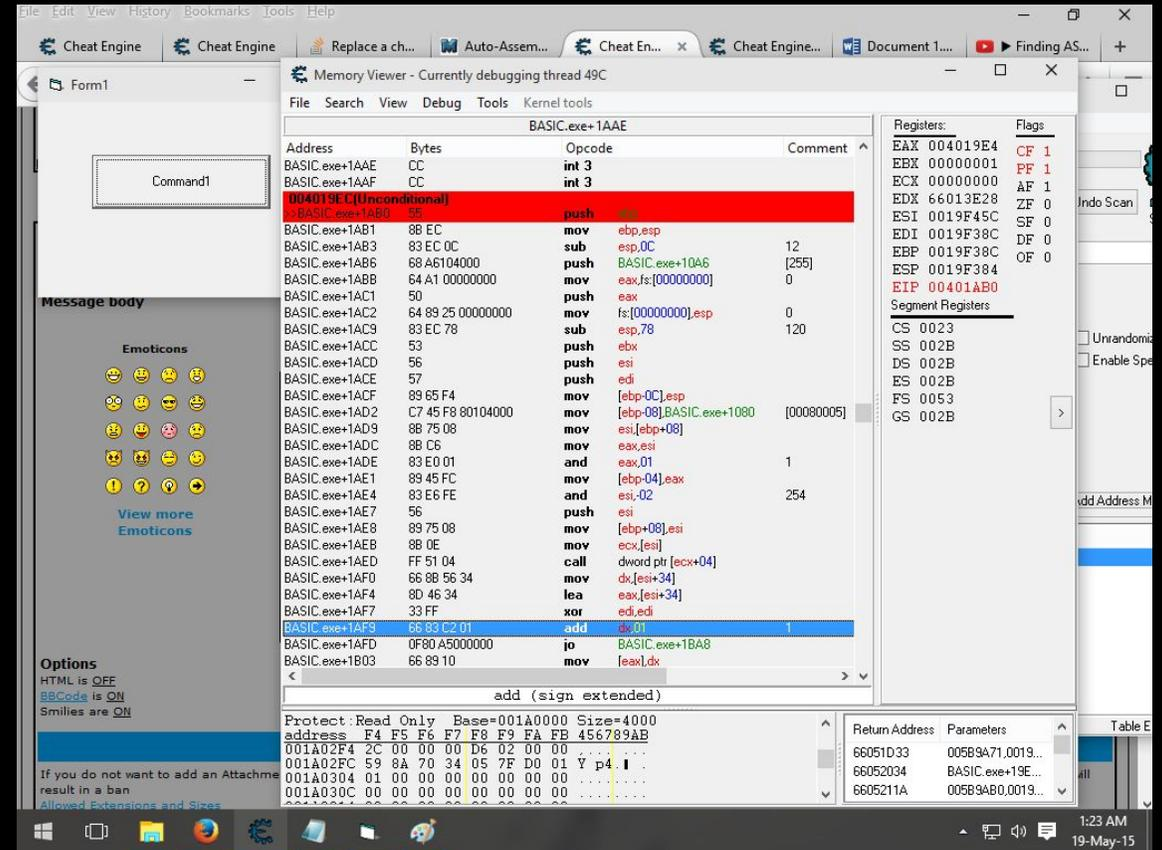 File Edit View History Bookmarks Tools Help
Cheat Engine Cheat Engine Replace a ch... Auto-Assem... Cheat En... × Cheat Engine... Document 1.... Finding AS... +
Form1
Command1
Memory Viewer - Currently debugging thread 49C
File Search View Debug Tools Kernel tools
BASIC.exe+1AAE
Address Bytes Opcode Comment
BASIC.exe+1AAE CC int 3
BASIC.exe+1AAF CC int 3
004019EC(Unconditional)
>>BASIC.exe+1AB0 55 push ebp
BASIC.exe+1AB1 8B EC mov ebp,esp
BASIC.exe+1AB3 83 EC 0C sub esp,0C 12
BASIC.exe+1AB6 68 A6104000 push BASIC.exe+10A6 [255]
BASIC.exe+1ABB 64 A1 00000000 mov eax,fs:[00000000] 0
BASIC.exe+1AC1 50 push eax
BASIC.exe+1AC2 64 89 25 00000000 mov fs:[00000000],esp 0
BASIC.exe+1AC9 83 EC 78 sub esp,78 120
BASIC.exe+1ACC 53 push ebx
BASIC.exe+1ACD 56 push esi
BASIC.exe+1ACE 57 push edi
BASIC.exe+1ACF 89 65 F4 mov [ebp-0C],esp
BASIC.exe+1AD2 C7 45 F8 80104000 mov [ebp-08],BASIC.exe+1080 [00080005]
BASIC.exe+1AD9 8B 75 08 mov esi,[ebp+08]
BASIC.exe+1ADC 8B C6 mov eax,esi
BASIC.exe+1ADE 83 E0 01 and eax,01 1
BASIC.exe+1AE1 89 45 FC mov [ebp-04],eax
BASIC.exe+1AE4 83 E6 FE and esi,-02 254
BASIC.exe+1AE7 56 push esi
BASIC.exe+1AE8 89 75 08 mov [ebp+08],esi
BASIC.exe+1AEB 8B 0E mov ecx,[esi]
BASIC.exe+1AED FF 51 04 call dword ptr [ecx+04]
BASIC.exe+1AF0 66 8B 56 34 mov dx,[esi+34]
BASIC.exe+1AF4 8D 46 34 lea eax,[esi+34]
BASIC.exe+1AF7 33 FF xor edi,edi
BASIC.exe+1AF9 66 83 C2 01 add dx,01 1
BASIC.exe+1AFD 0F80 A5000000 jo BASIC.exe+1BA8
BASIC.exe+1B03 66 89 10 mov [eax],dx
add (sign extended)
Registers: Flags
EAX 004019E4 CF 1
EBX 00000001 PF 1
ECX 00000000 AF 1
EDX 66013E28 ZF 0
ESI 0019F45C SF 0
EDI 0019F38C DF 0
EBP 0019F38C OF 0
ESP 0019F384
EIP 00401AB0
Segment Registers
CS 0023
SS 002B
DS 002B
ES 002B
FS 0053
GS 002B
>
Protect:Read Only Base=001A0000 Size=4000
address F4 F5 F6 F7 F8 F9 FA FB 456789AB
001A02F4 2C 00 00 00 D6 02 00 00 ,... ...
001A02FC 59 8A 70 34 05 7F D0 01 Y p4. .
001A0304 01 00 00 00 00 00 00 00 ........
001A030C 00 00 00 00 00 00 00 00 ........
Return Address Parameters
66051D33 005B9A71,0019...
66052034 BASIC.exe+19E...
6605211A 005B9AB0,0019...
Message body
Emoticons
View more
Emoticons
Options
HTML is OFF
BBCode is ON
Smilies are ON
If you do not want to add an Attachme
result in a ban
Allowed Extensions and Sizes
Undo Scan
Unrandomiz
Enable Spe
Add Address M
Table E
will
1:23 AM
19-May-15